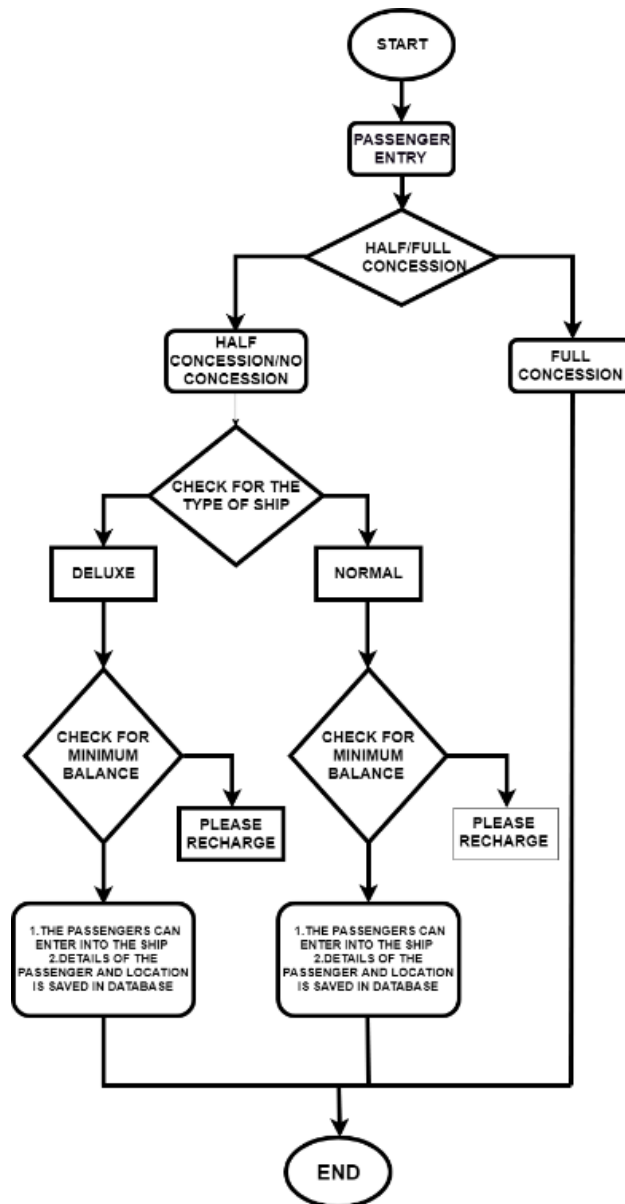 START
PASSENGER
ENTRY
HALF/FULL
CONCESSION
HALF
CONCESSION/NO
CONCESSION
FULL
CONCESSION
CHECK FOR THE
TYPE OF SHIP
DELUXE
NORMAL
CHECK FOR
MINIMUM
BALANCE
PLEASE
RECHARGE
CHECK FOR
MINIMUM
BALANCE
PLEASE
RECHARGE
1.THE PASSENGERS CAN
ENTER INTO THE SHIP
2.DETAILS OF THE
PASSENGER AND LOCATION
IS SAVED IN DATABASE
1.THE PASSENGERS CAN
ENTER INTO THE SHIP
2.DETAILS OF THE
PASSENGER AND LOCATION
IS SAVED IN DATABASE
END